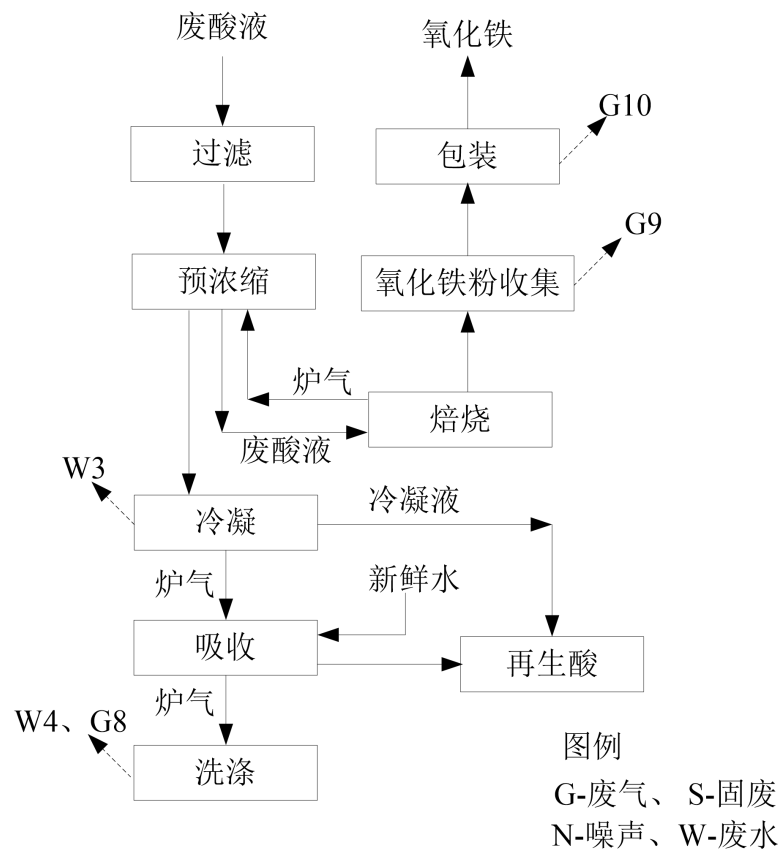 废酸液
氧化铁
过滤
包装
G10
预浓缩
氧化铁粉收集
G9
炉气
焙烧
废酸液
W3
冷凝
冷凝液
炉气
新鲜水
吸收
再生酸
炉气
W4、G8
洗涤
图例
G-废气、 S-固废
N-噪声、W-废水